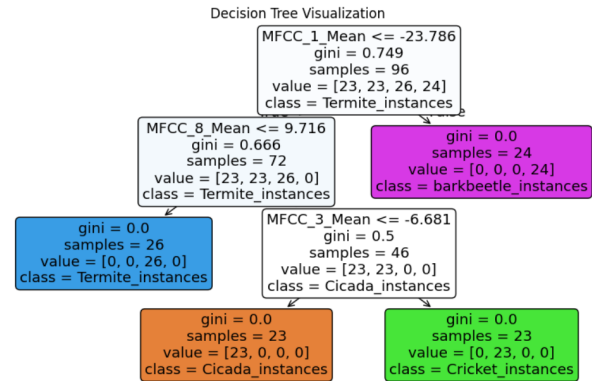 Decision Tree Visualization
MFCC_1_Mean <= -23.786
gini = 0.749
samples = 96
value = [23, 23, 26, 24]
class = Termite_instances
MFCC_8_Mean <= 9.716
gini = 0.666
samples = 72
value = [23, 23, 26, 0]
class = Termite_instances
gini = 0.0
samples = 24
value = [0, 0, 0, 24]
class = barkbeetle_instances
gini = 0.0
samples = 26
value = [0, 0, 26, 0]
class = Termite_instances
MFCC_3_Mean <= -6.681
gini = 0.5
samples = 46
value = [23, 23, 0, 0]
class = Cicada_instances
gini = 0.0
samples = 23
value = [23, 0, 0, 0]
class = Cicada_instances
gini = 0.0
samples = 23
value = [0, 23, 0, 0]
class = Cricket_instances